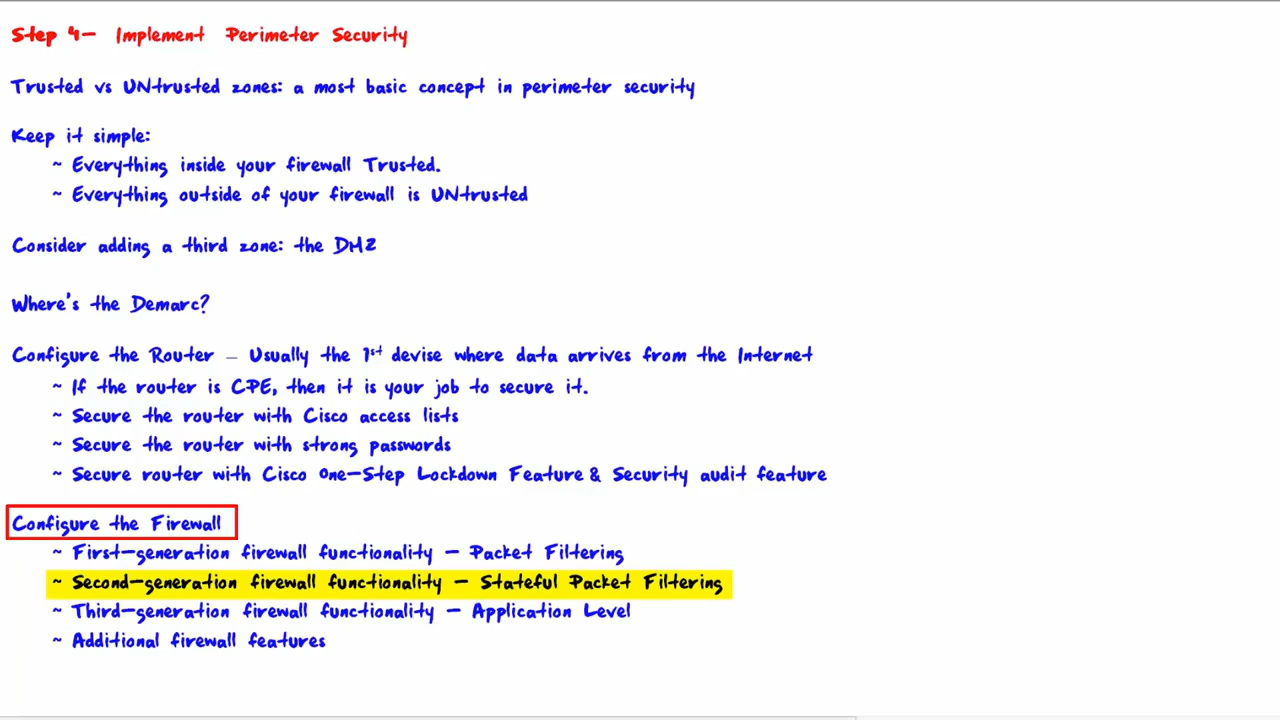 Step 4- Implement Perimeter Security
Trusted vs UNtrusted zones: a most basic concept in perimeter security
Keep it simple:
~ Everything inside your firewall Trusted.
~ Everything outside of your firewall is UNtrusted
Consider adding a third zone: the DMZ
Where's the Demarc?
Configure the Router – Usually the 1st devise where data arrives from the Internet
~ If the router is CPE, then it is your job to secure it.
~ Secure the router with Cisco access lists
~ Secure the router with strong passwords
~ Secure router with Cisco One-Step Lockdown Feature & Security audit feature
Configure the Firewall
~ First-generation firewall functionality - Packet Filtering
~ Second-generation firewall functionality - Stateful Packet Filtering
~ Third-generation firewall functionality - Application Level
~ Additional firewall features